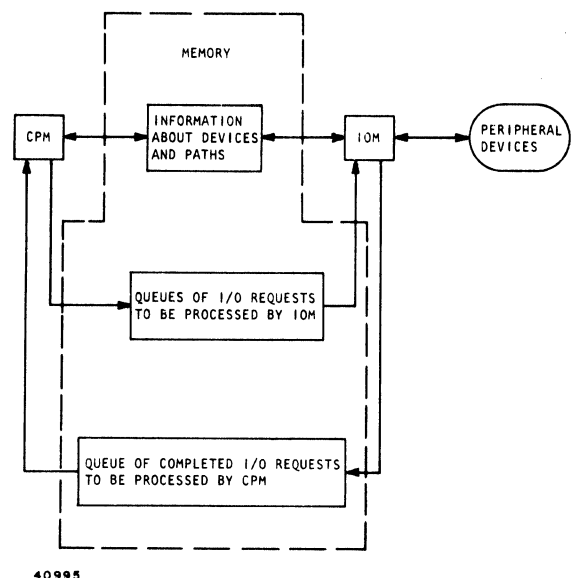 MEMORY
CPM
INFORMATION
ABOUT DEVICES
AND PATHS
IOM
PERIPHERAL
DEVICES
QUEUES OF I/O REQUESTS
TO BE PROCESSED BY IOM
QUEUE OF COMPLETED I/O REQUESTS
TO BE PROCESSED BY CPM
40995